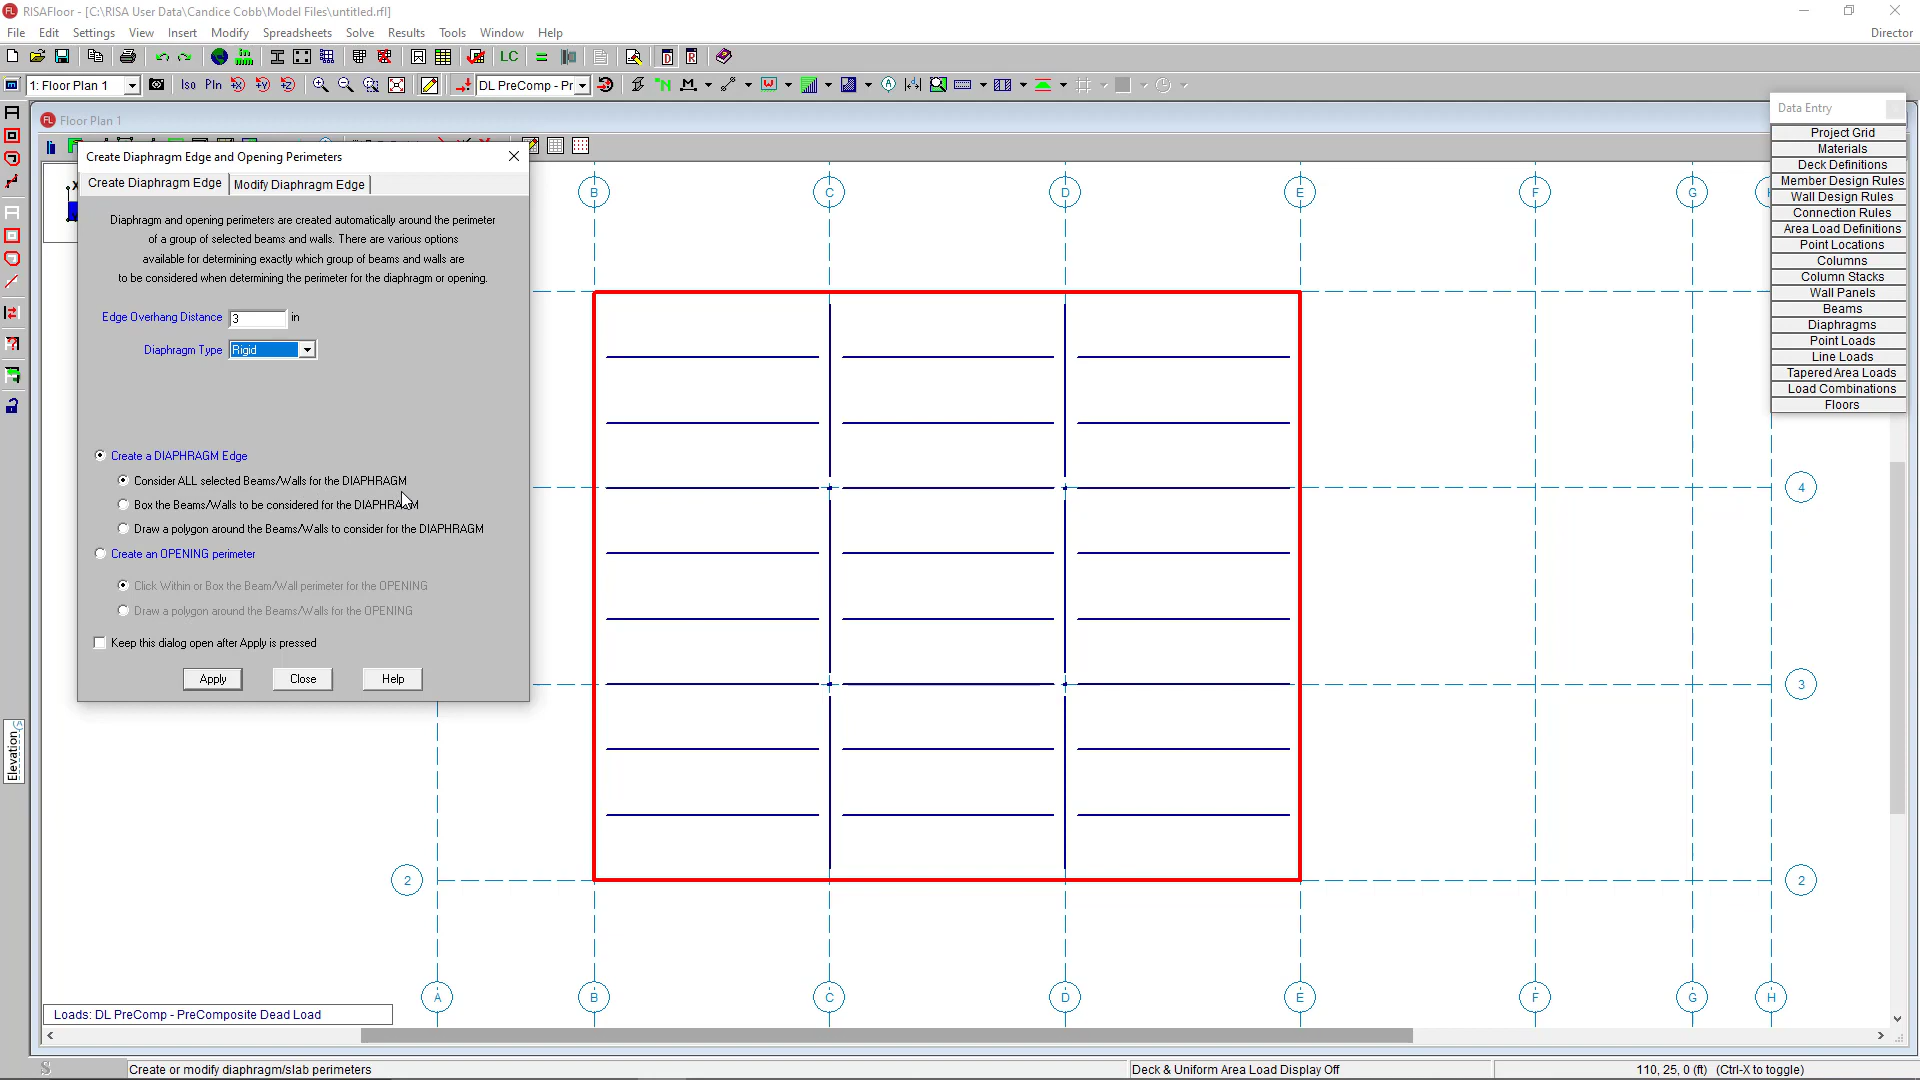 RISAFloor - [C:\RISA User Data\Candice Cobb\Model Files\untitled.rfl]
File Edit Settings View Insert Modify Spreadsheets Solve Results Tools Window Help
Director
LC
1: Floor Plan 1
Iso Pln
DL PreComp - Pr
Floor Plan 1
Data Entry
Project Grid
Materials
Deck Definitions
Member Design Rules
Wall Design Rules
Connection Rules
Area Load Definitions
Point Locations
Columns
Column Stacks
Wall Panels
Beams
Diaphragms
Point Loads
Line Loads
Tapered Area Loads
Load Combinations
Floors
Create Diaphragm Edge and Opening Perimeters
Create Diaphragm Edge Modify Diaphragm Edge
Diaphragm and opening perimeters are created automatically around the perimeter
of a group of selected beams and walls. There are various options
available for determining exactly which group of beams and walls are
to be considered when determining the perimeter for the diaphragm or opening.
Edge Overhang Distance 3 in
Diaphragm Type Rigid
Create a DIAPHRAGM Edge
Consider ALL selected Beams/Walls for the DIAPHRAGM
Box the Beams/Walls to be considered for the DIAPHRAGM
Draw a polygon around the Beams/Walls to consider for the DIAPHRAGM
Create an OPENING perimeter
Click Within or Box the Beam/Wall perimeter for the OPENING
Draw a polygon around the Beams/Walls for the OPENING
Keep this dialog open after Apply is pressed
Apply Close Help
B C D E F G
4
3
2 2
A B C D E F G H
Elevation
Loads: DL PreComp - PreComposite Dead Load
Create or modify diaphragm/slab perimeters
Deck & Uniform Area Load Display Off
110, 25, 0 (ft) (Ctrl-X to toggle)